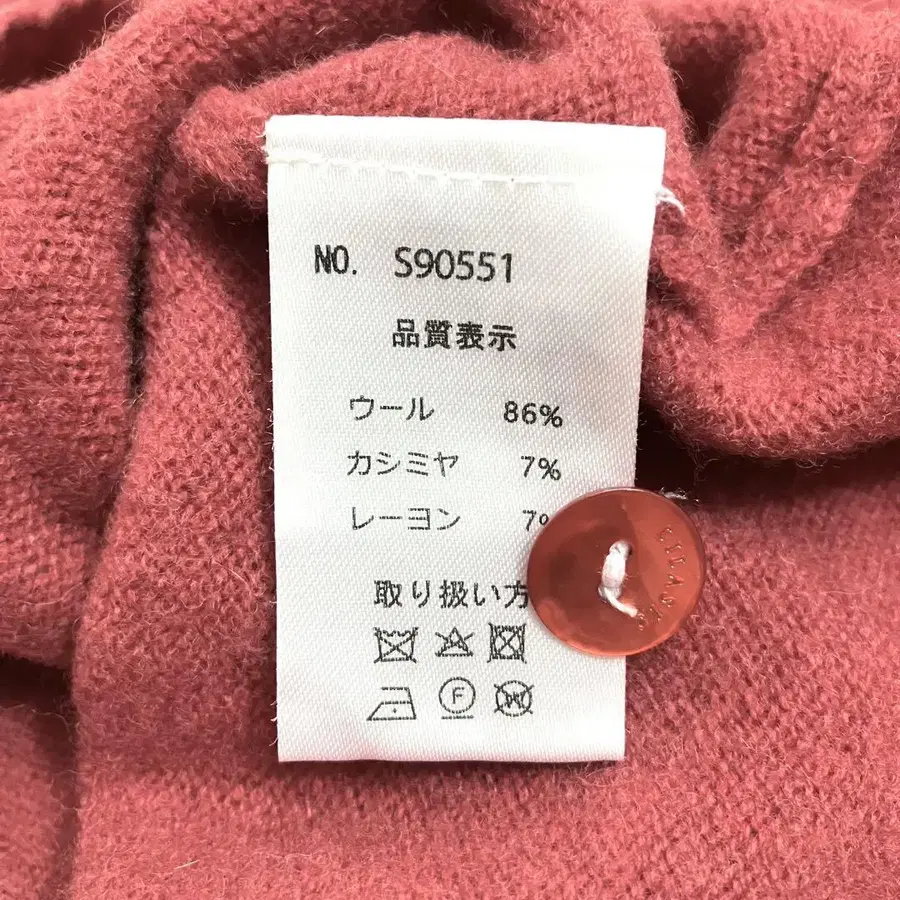 NO. S90551
品質表示
ウール 86%
カシミヤ 7%
レーヨン 7%
取り扱い方
F
W